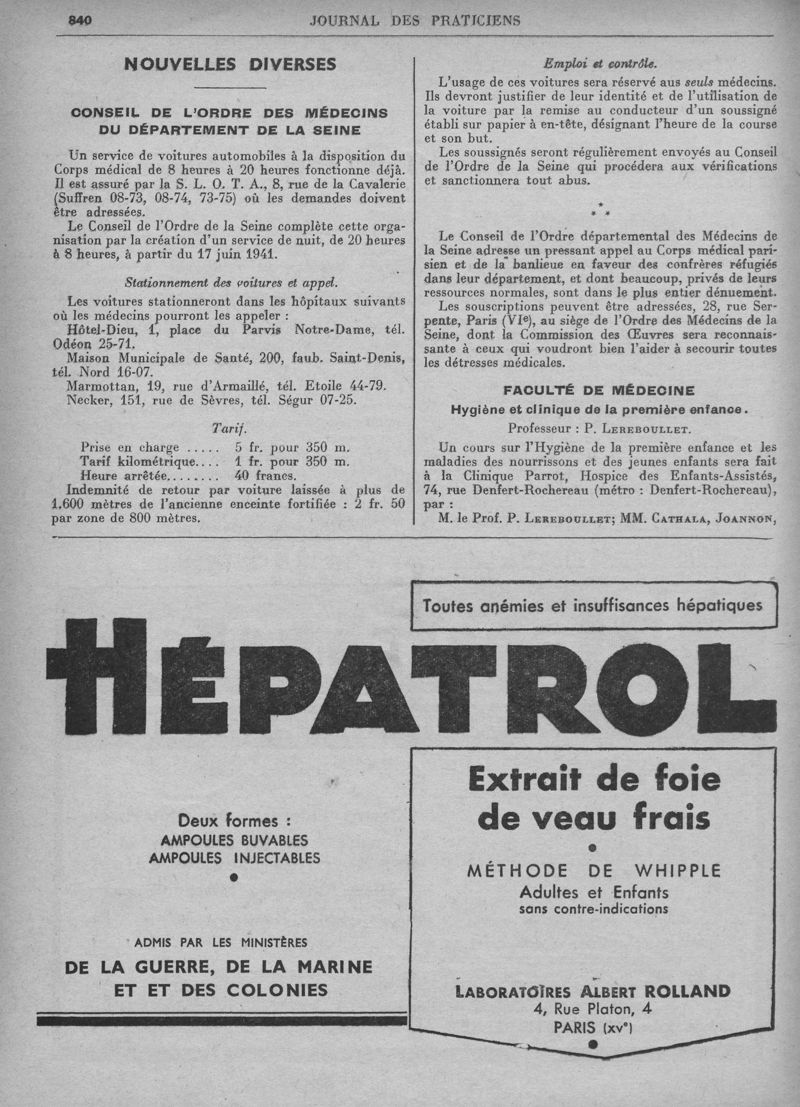 840
JOURNAL DES PRATICIENS
NOUVELLES DIVERSES
CONSEIL DE L'ORDRE DES MÉDECINS
DU DÉPARTEMENT DE LA SEINE
Un service de voitures automobiles à la disposition du
Corps médical de 8 heures à 20 heures fonctionne déjà.
Il est assuré par la S. L. O. T. A., 8, rue de la Cavalerie
(Suffren 08-73, 08-74, 73-75) où les demandes doivent
être adressées.
Le Conseil de l'Ordre de la Seine complète cette orga-
nisation par la création d'un service de nuit, de 20 heures
à 8 heures, à partir du 17 juin 1941.
Stationnement des voitures et appel.
Les voitures stationneront dans les hôpitaux suivants
où les médecins pourront les appeler :
Hôtel-Dieu, 1, place du Parvis Notre-Dame, tél.
Odéon 25-71.
Maison Municipale de Santé, 200, faub. Saint-Denis,
tél. Nord 16-07.
Marmottan, 19, rue d'Armaillé, tél. Etoile 44-79.
Necker, 151, rue de Sèvres, tél. Ségur 07-25.
Tarif.
Prise en charge ..... 5 fr. pour 350 m.
Tarif kilométrique.... 1 fr. pour 350 m.
Heure arrêtée........ 40 francs.
Indemnité de retour par voiture laissée à plus de
1.600 mètres de l'ancienne enceinte fortifiée : 2 fr. 50
par zone de 800 mètres.
Emploi et contrôle.
L'usage de ces voitures sera réservé aus seuls médecins.
Ils devront justifier de leur identité et de l'utilisation de
la voiture par la remise au conducteur d'un soussigné
établi sur papier à en-tête, désignant l'heure de la course
et son but.
Les soussignés seront régulièrement envoyés au Conseil
de l'Ordre de la Seine qui procédera aux vérifications
et sanctionnera tout abus.
*
* *
Le Conseil de l'Ordre départemental des Médecins de
la Seine adresse un pressant appel au Corps médical pari-
sien et de la banlieue en faveur des confrères réfugiés
dans leur département, et dont beaucoup, privés de leurs
ressources normales, sont dans le plus entier dénuement.
Les souscriptions peuvent être adressées, 28, rue Ser-
pente, Paris (VIe), au siège de l'Ordre des Médecins de la
Seine, dont la Commission des Œuvres sera reconnais-
sante à ceux qui voudront bien l'aider à secourir toutes
les détresses médicales.
FACULTÉ DE MÉDECINE
Hygiène et clinique de la première enfance.
Professeur : P. LEREBOULLET.
Un cours sur l'Hygiène de la première enfance et les
maladies des nourrissons et des jeunes enfants sera fait
à la Clinique Parrot, Hospice des Enfants-Assistés,
74, rue Denfert-Rochereau (métro : Denfert-Rochereau),
par :
M. le Prof. P. LEREBOULLET; MM. CATHALA, JOANNON,
Toutes anémies et insuffisances hépatiques
HÉPATROL
Deux formes :
AMPOULES BUVABLES
AMPOULES INJECTABLES
ADMIS PAR LES MINISTÈRES
DE LA GUERRE, DE LA MARINE
ET ET DES COLONIES
Extrait de foie
de veau frais
MÉTHODE DE WHIPPLE
Adultes et Enfants
sans contre-indications
LABORATOIRES ALBERT ROLLAND
4, Rue Platon, 4
PARIS (XVe)